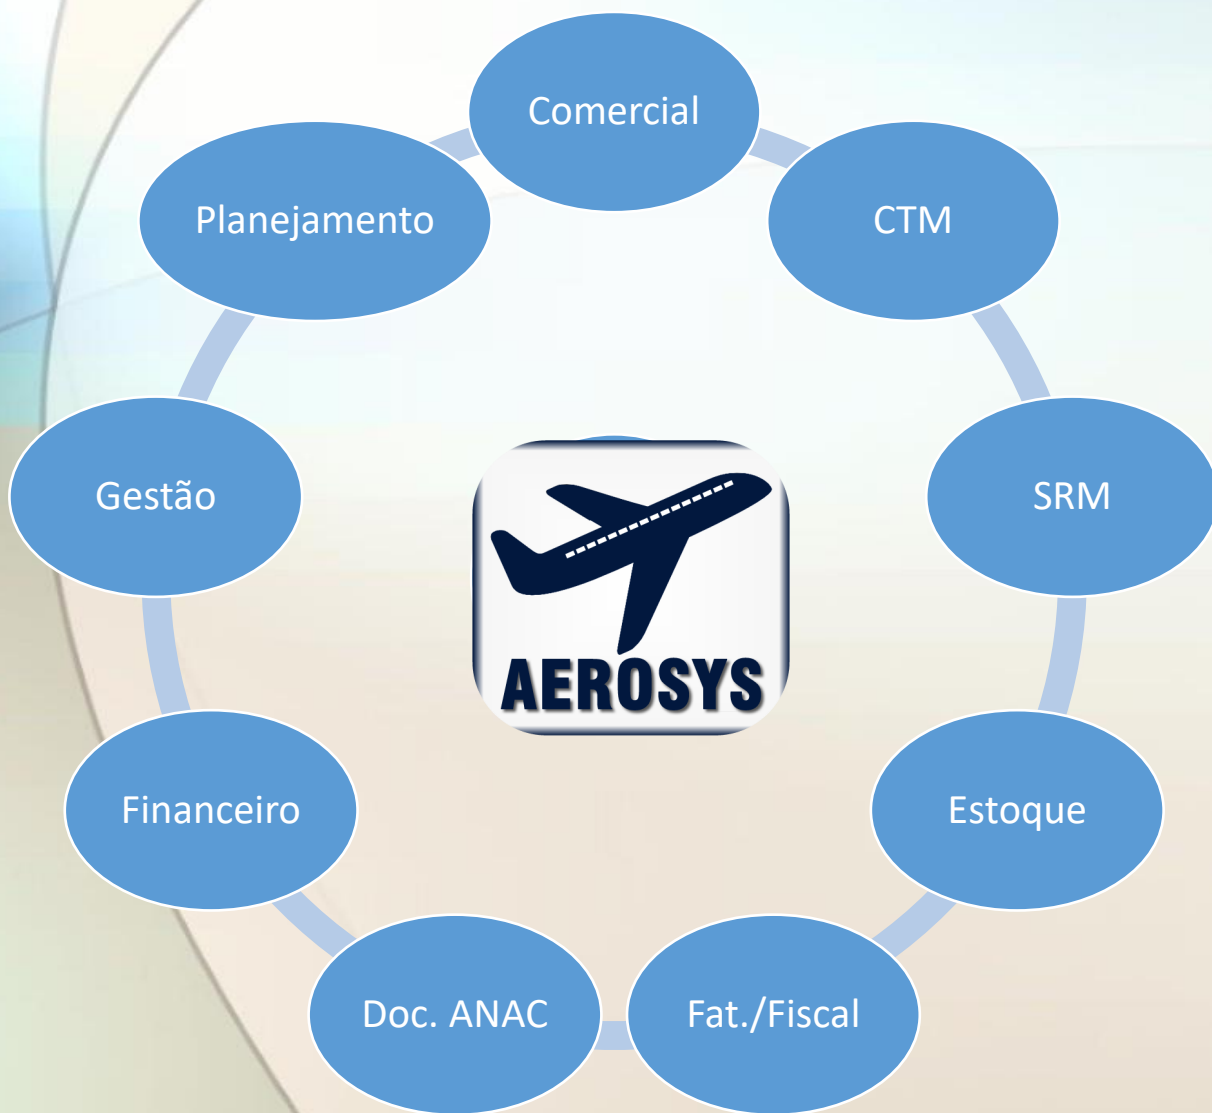 Comercial
Planejamento
CTM
Gestão
SRM
AEROSYS
Financeiro
Estoque
Doc. ANAC
Fat./Fiscal